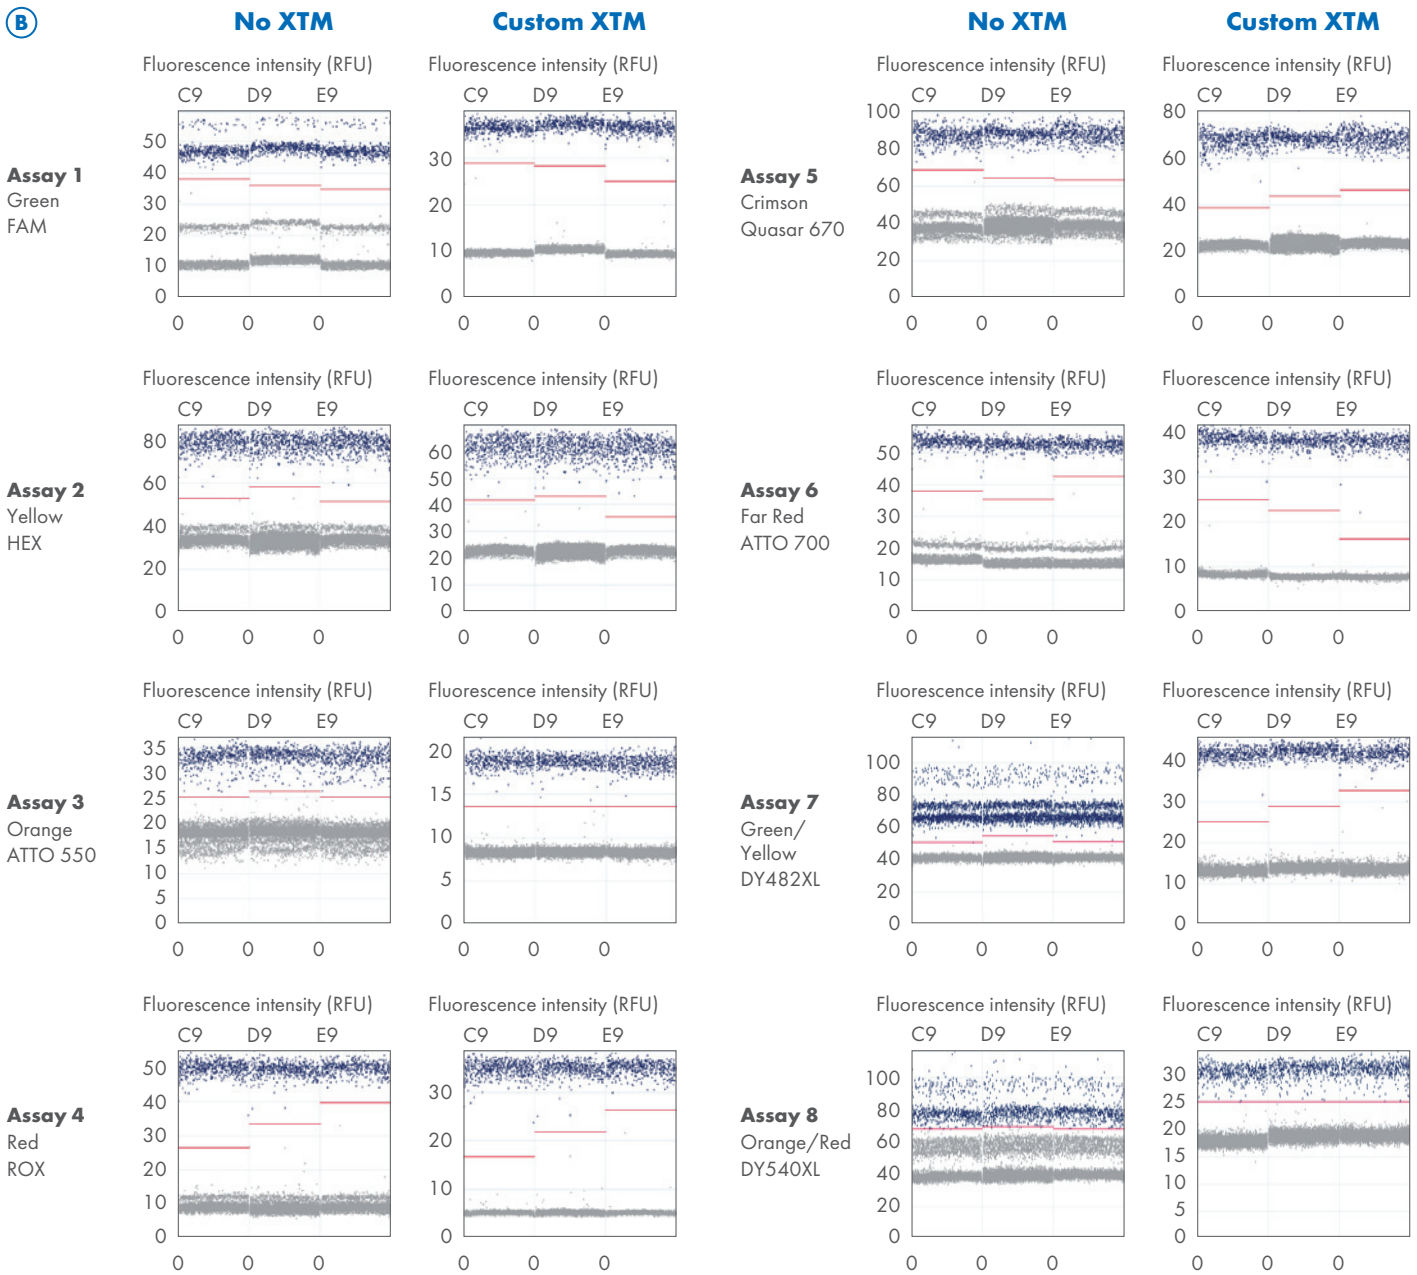 B
No XTM
Custom XTM
No XTM
Custom XTM
Assay 1
Green
FAM
Fluorescence intensity (RFU)
C9 D9 E9
50
40
30
20
10
0
0 0 0
Fluorescence intensity (RFU)
C9 D9 E9
30
20
10
0
0 0 0
Assay 5
Crimson
Quasar 670
Fluorescence intensity (RFU)
C9 D9 E9
100
80
60
40
20
0
0 0 0
Fluorescence intensity (RFU)
C9 D9 E9
80
60
40
20
0
0 0 0
Assay 2
Yellow
HEX
Fluorescence intensity (RFU)
C9 D9 E9
80
60
40
20
0
0 0 0
Fluorescence intensity (RFU)
C9 D9 E9
60
50
40
30
20
10
0
0 0 0
Assay 6
Far Red
ATTO 700
Fluorescence intensity (RFU)
C9 D9 E9
50
40
30
20
10
0
0 0 0
Fluorescence intensity (RFU)
C9 D9 E9
40
30
20
10
0
0 0 0
Assay 3
Orange
ATTO 550
Fluorescence intensity (RFU)
C9 D9 E9
35
30
25
20
15
10
5
0
0 0 0
Fluorescence intensity (RFU)
C9 D9 E9
20
15
10
5
0
0 0 0
Assay 7
Green/
Yellow
DY482XL
Fluorescence intensity (RFU)
C9 D9 E9
100
80
60
40
20
0
0 0 0
Fluorescence intensity (RFU)
C9 D9 E9
40
30
20
10
0
0 0 0
Assay 4
Red
ROX
Fluorescence intensity (RFU)
C9 D9 E9
50
40
30
20
10
0
0 0 0
Fluorescence intensity (RFU)
C9 D9 E9
30
20
10
0
0 0 0
Assay 8
Orange/Red
DY540XL
Fluorescence intensity (RFU)
C9 D9 E9
100
80
60
40
20
0
0 0 0
Fluorescence intensity (RFU)
C9 D9 E9
30
25
20
15
10
5
0
0 0 0